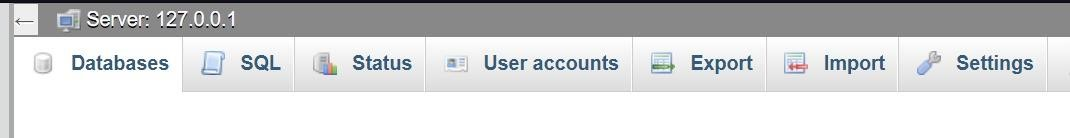 Server: 127.0.0.1
Databases SQL Status User accounts Export Import Settings